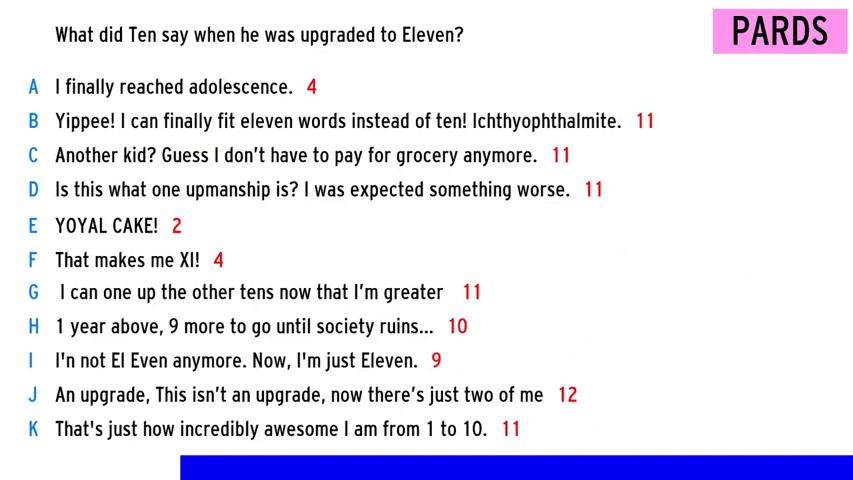 What did Ten say when he was upgraded to Eleven?
PARDS
A I finally reached adolescence. 4
B Yippee! I can finally fit eleven words instead of ten! Ichthyophthalmite. 11
C Another kid? Guess I don't have to pay for grocery anymore. 11
D Is this what one upmanship is? I was expected something worse. 11
E YOYAL CAKE! 2
F That makes me XI! 4
G I can one up the other tens now that I'm greater 11
H 1 year above, 9 more to go until society ruins... 10
I I'n not El Even anymore. Now, I'm just Eleven. 9
J An upgrade, This isn't an upgrade, now there's just two of me 12
K That's just how incredibly awesome I am from 1 to 10. 11